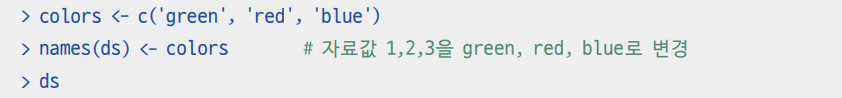 > colors <- c('green', 'red', 'blue')
> names(ds) <- colors # 자료값 1,2,3을 green, red, blue로 변경
> ds